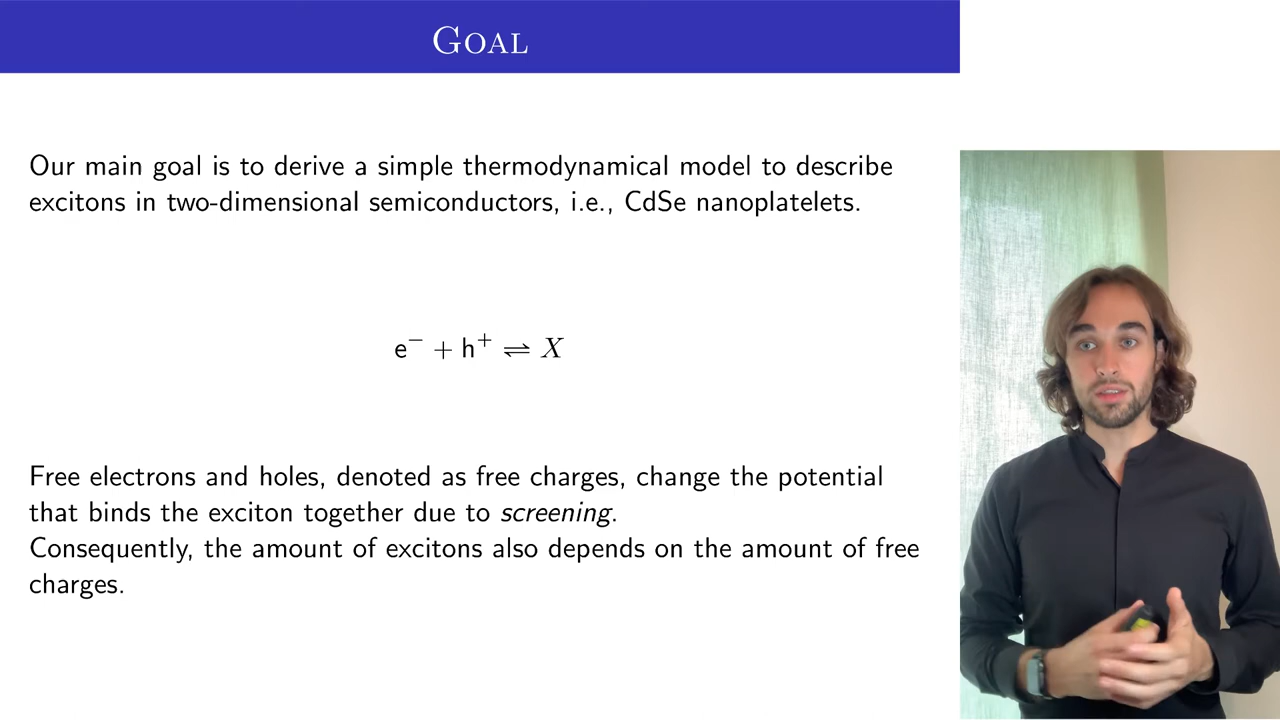 GOAL
Our main goal is to derive a simple thermodynamical model to describe
excitons in two-dimensional semiconductors, i.e., CdSe nanoplatelets.
e⁻ + h⁺ ⇌ X
Free electrons and holes, denoted as free charges, change the potential
that binds the exciton together due to screening.
Consequently, the amount of excitons also depends on the amount of free
charges.